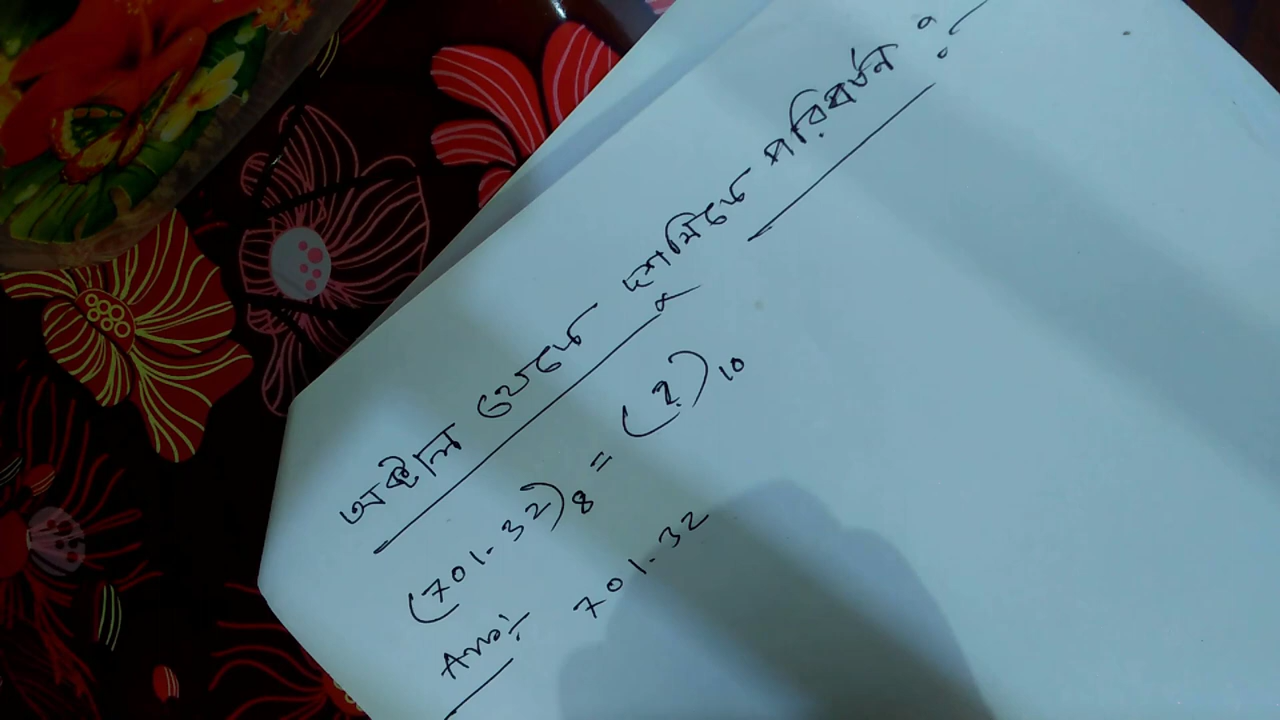 অক্টাল থেকে দশমিকে পরিবর্তন :-
(701.32)8 = (?)10
Ans:- 701.32